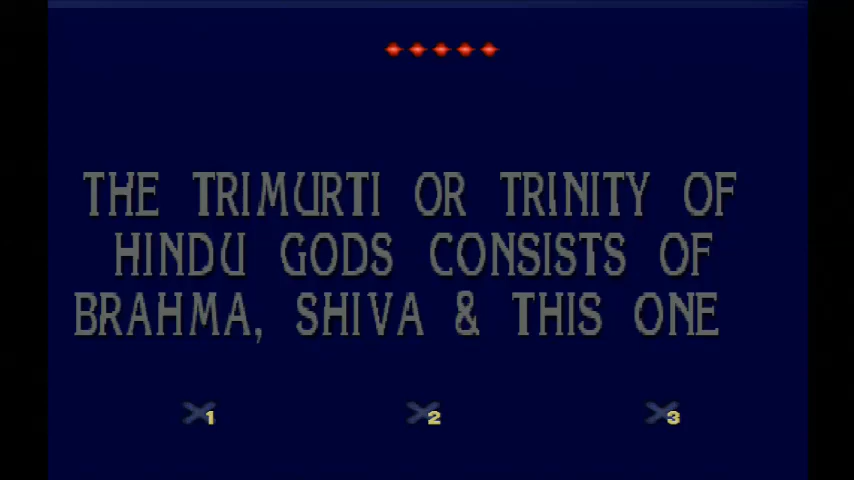 THE TRIMURTI OR TRINITY OF
HINDU GODS CONSISTS OF
BRAHMA, SHIVA & THIS ONE
1 2 3